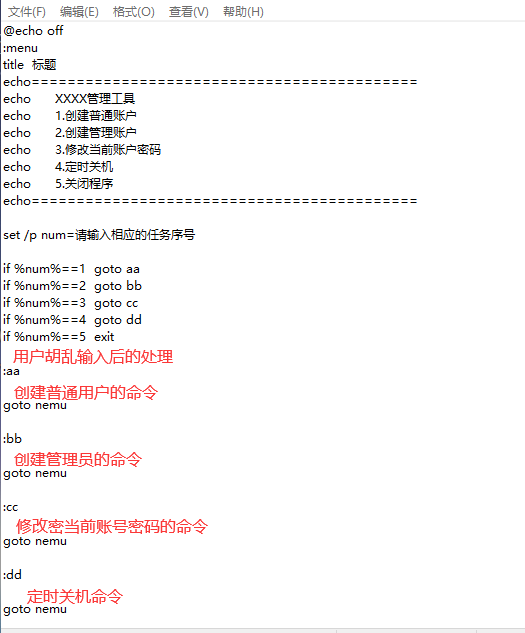 文件(F) 编辑(E) 格式(O) 查看(V) 帮助(H)
@echo off
:menu
title 标题
echo===========================================
echo XXXX管理工具
echo 1.创建普通账户
echo 2.创建管理账户
echo 3.修改当前账户密码
echo 4.定时关机
echo 5.关闭程序
echo===========================================
set /p num=请输入相应的任务序号
if %num%==1 goto aa
if %num%==2 goto bb
if %num%==3 goto cc
if %num%==4 goto dd
if %num%==5 exit
用户胡乱输入后的处理
:aa
创建普通用户的命令
goto nemu
:bb
创建管理员的命令
goto nemu
:cc
修改密当前账号密码的命令
goto nemu
:dd
定时关机命令
goto nemu